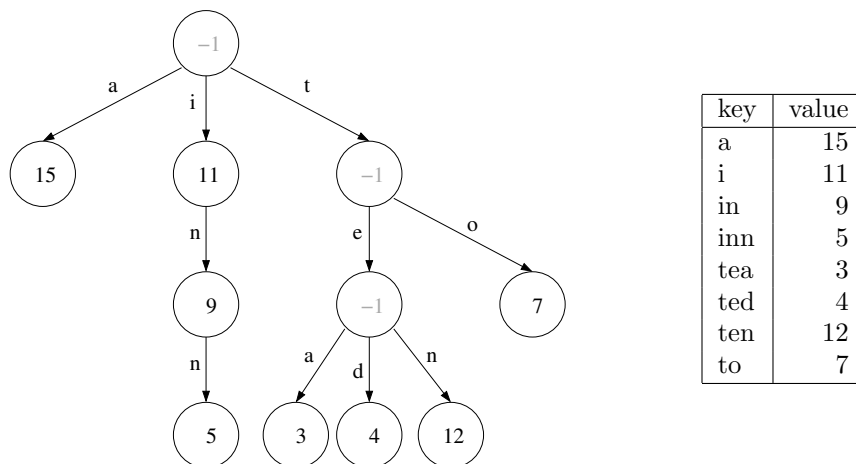 −1
a
i
t
15
11
−1
n
e
o
9
−1
7
n
a
d
n
5
3
4
12
key value
a 15
i 11
in 9
inn 5
tea 3
ted 4
ten 12
to 7